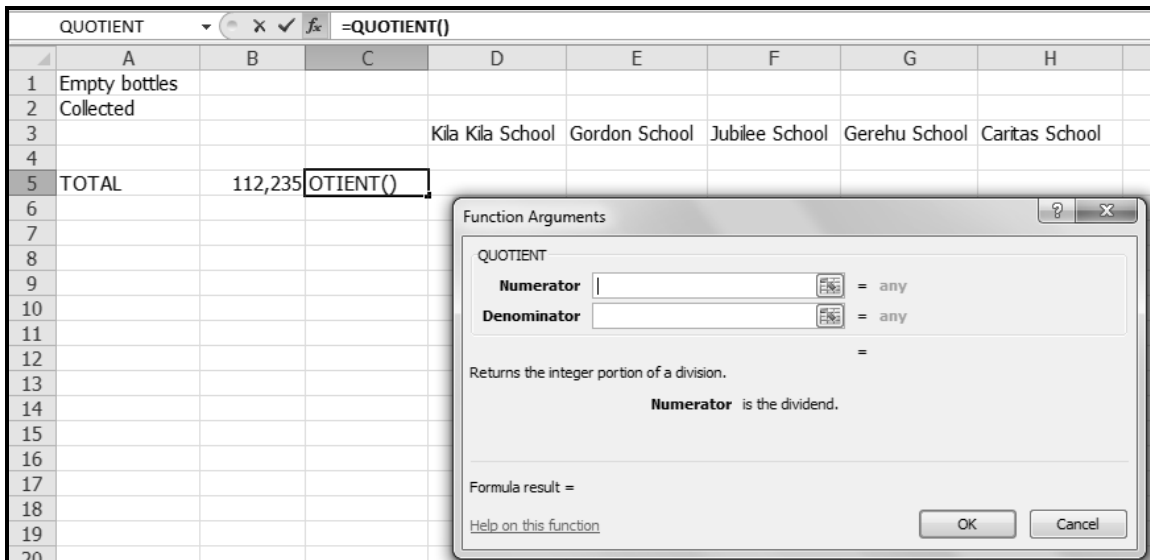 QUOTIENT fx =QUOTIENT()
A B C D E F G H
1 Empty bottles
2 Collected
3 Kila Kila School Gordon School Jubilee School Gerehu School Caritas School
4
5 TOTAL 112,235 OTIENT()
6
Function Arguments ? X
7
8 QUOTIENT
9 Numerator = any
10 Denominator = any
11
12 =
13 Returns the integer portion of a division.
14 Numerator is the dividend.
15
16
17 Formula result =
18
19 Help on this function OK Cancel
20